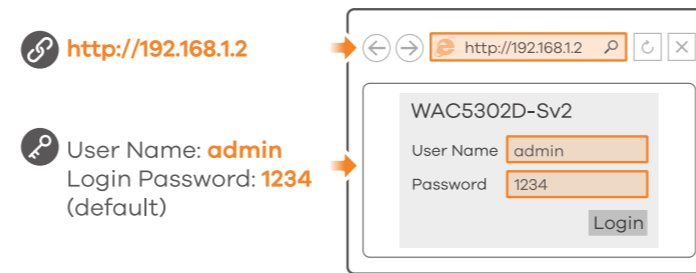 http://192.168.1.2
http://192.168.1.2
WAC5302D-Sv2
User Name: admin
Login Password: 1234
(default)
User Name admin
Password 1234
Login